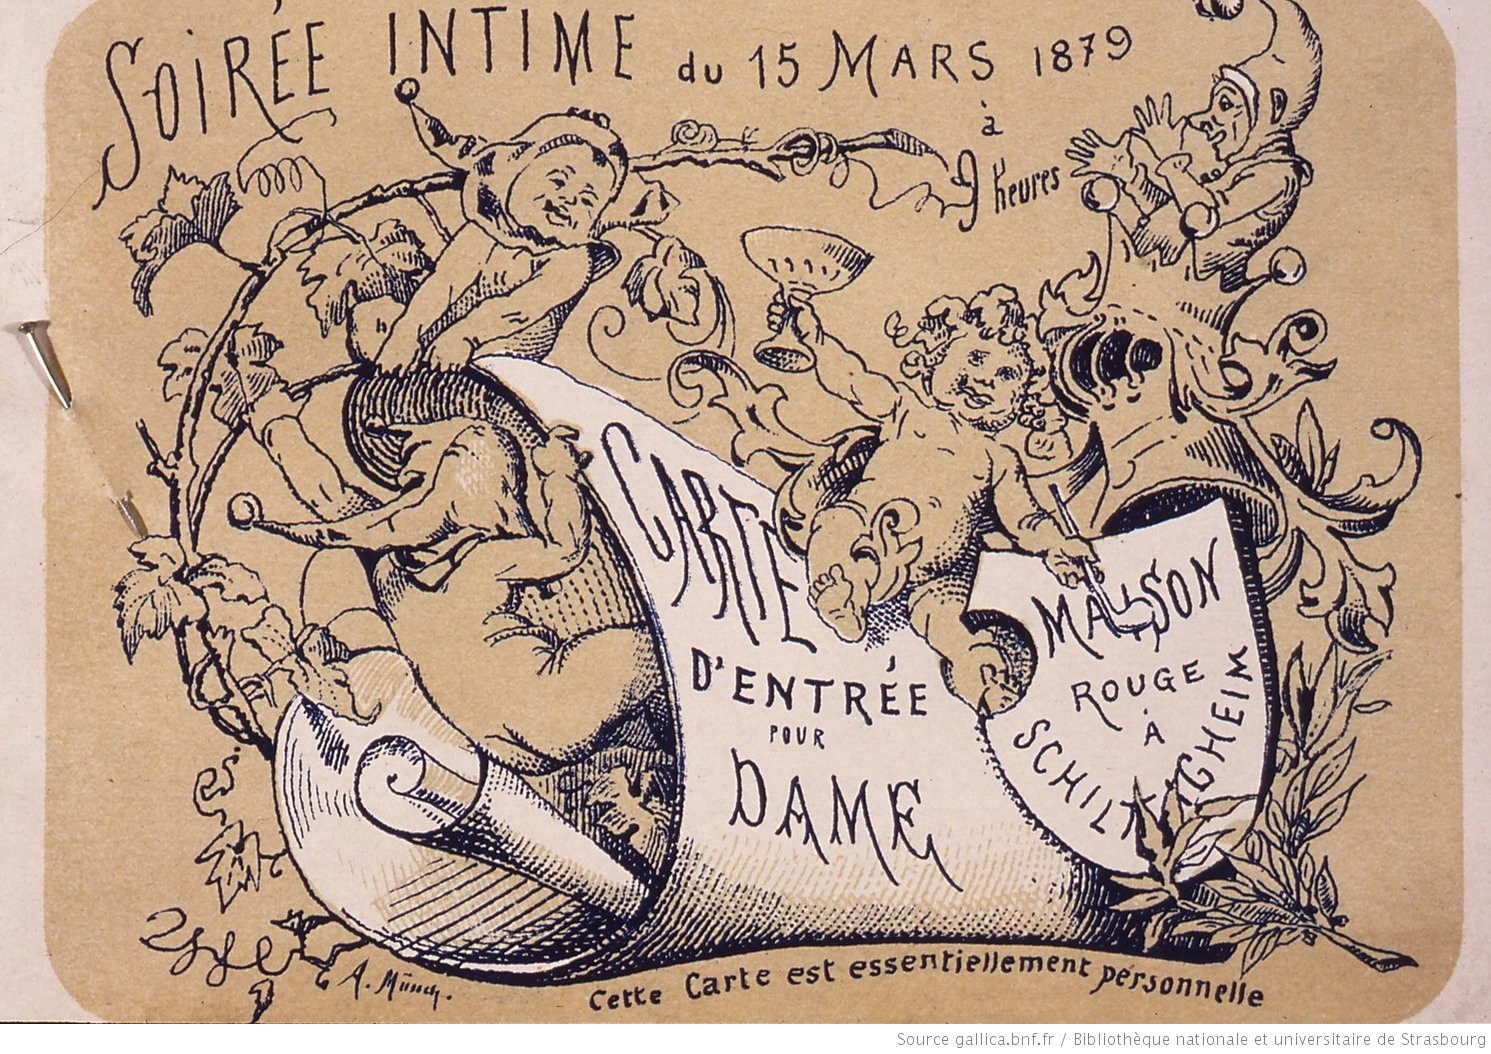 SOIRÉE INTIME du 15 MARS 1879
à
9 heures
CARTE
D'ENTRÉE
POUR
DAME
MAISON
ROUGE
À
SCHILTIGHEIM
A. Münch.
Cette Carte est essentiellement personnelle
Source gallica.bnf.fr / Bibliothèque nationale et universitaire de Strasbourg